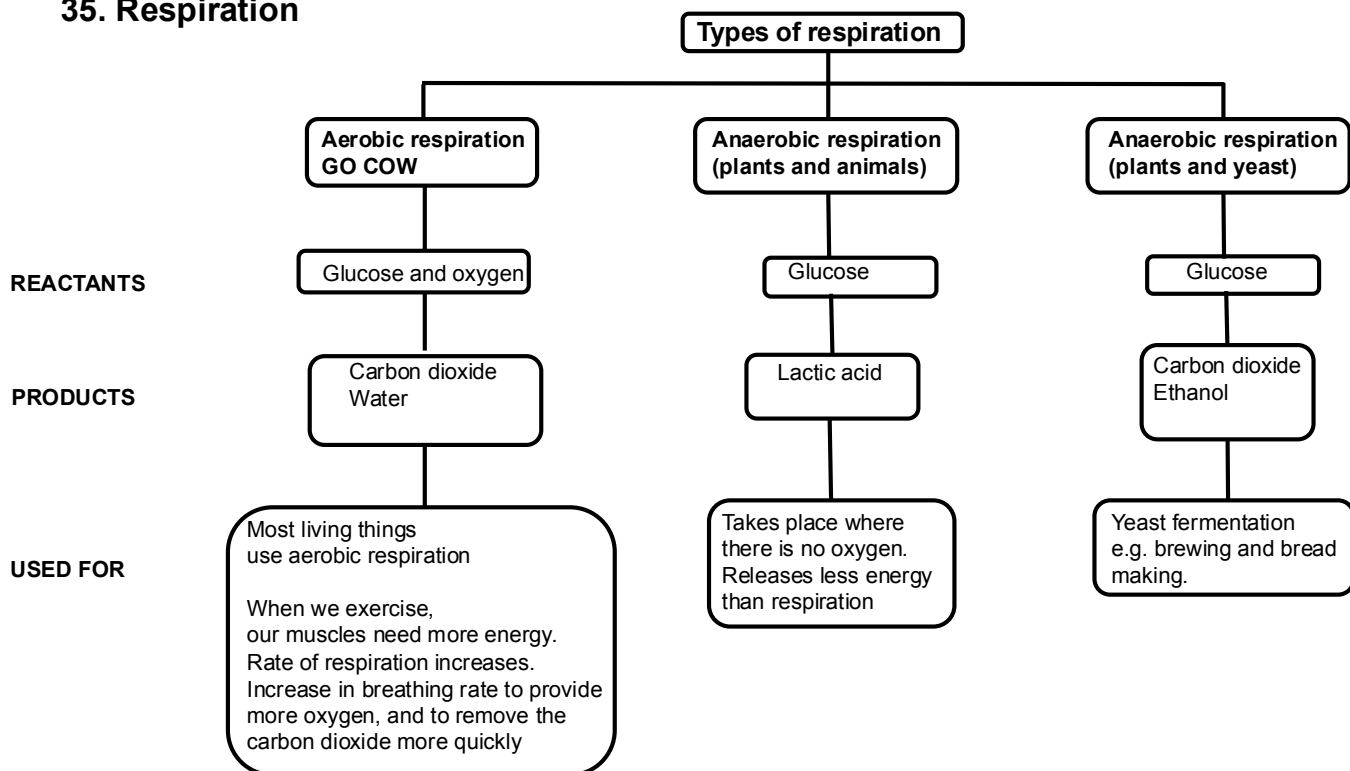 35. Respiration
Types of respiration
Aerobic respiration
GO COW
Anaerobic respiration
(plants and animals)
Anaerobic respiration
(plants and yeast)
REACTANTS
Glucose and oxygen
Glucose
Glucose
PRODUCTS
Carbon dioxide
Water
Lactic acid
Carbon dioxide
Ethanol
USED FOR
Most living things
use aerobic respiration
When we exercise,
our muscles need more energy.
Rate of respiration increases.
Increase in breathing rate to provide
more oxygen, and to remove the
carbon dioxide more quickly
Takes place where
there is no oxygen.
Releases less energy
than respiration
Yeast fermentation
e.g. brewing and bread
making.